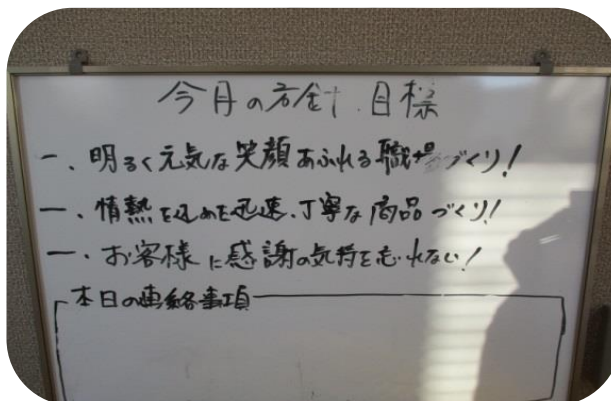 今月の方針．目標
一、明るく元気な笑顔あふれる職場づくり！
一、情熱を込めを迅速、丁寧な商品づくり！
一、お客様に感謝の気持を忘れない！
本日の連絡事項